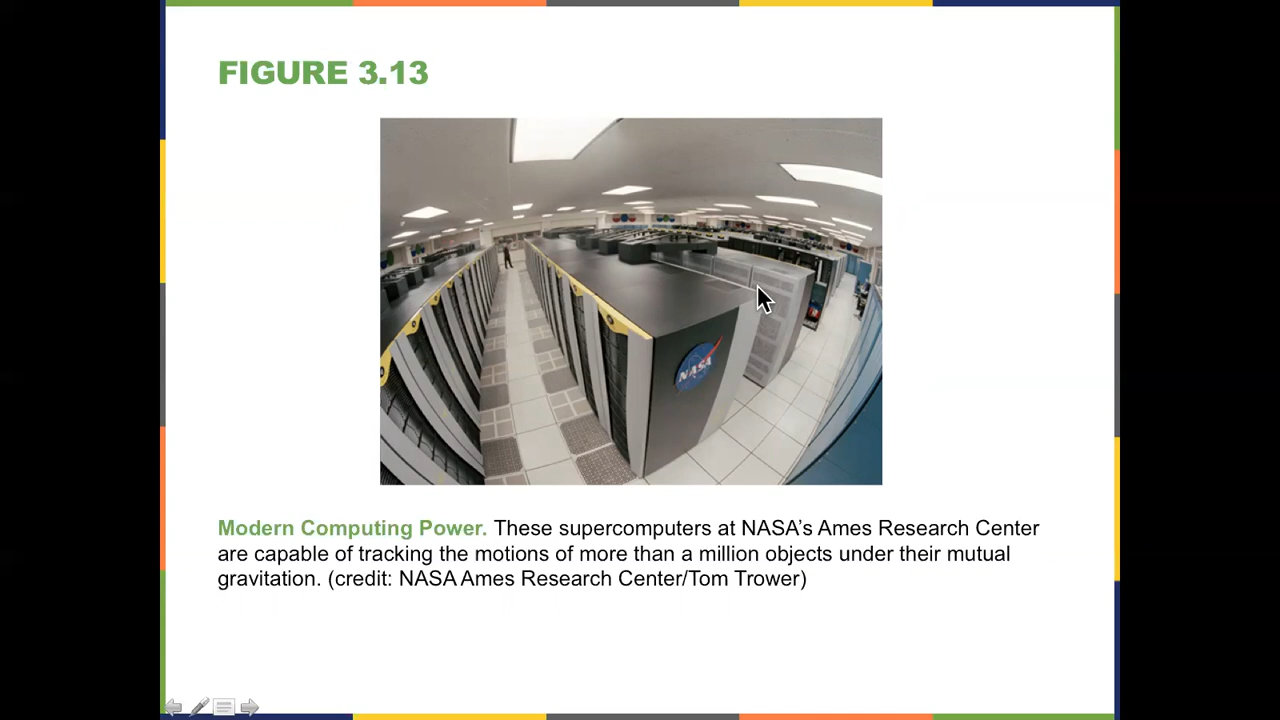 FIGURE 3.13
NASA
Modern Computing Power. These supercomputers at NASA’s Ames Research Center
are capable of tracking the motions of more than a million objects under their mutual
gravitation. (credit: NASA Ames Research Center/Tom Trower)